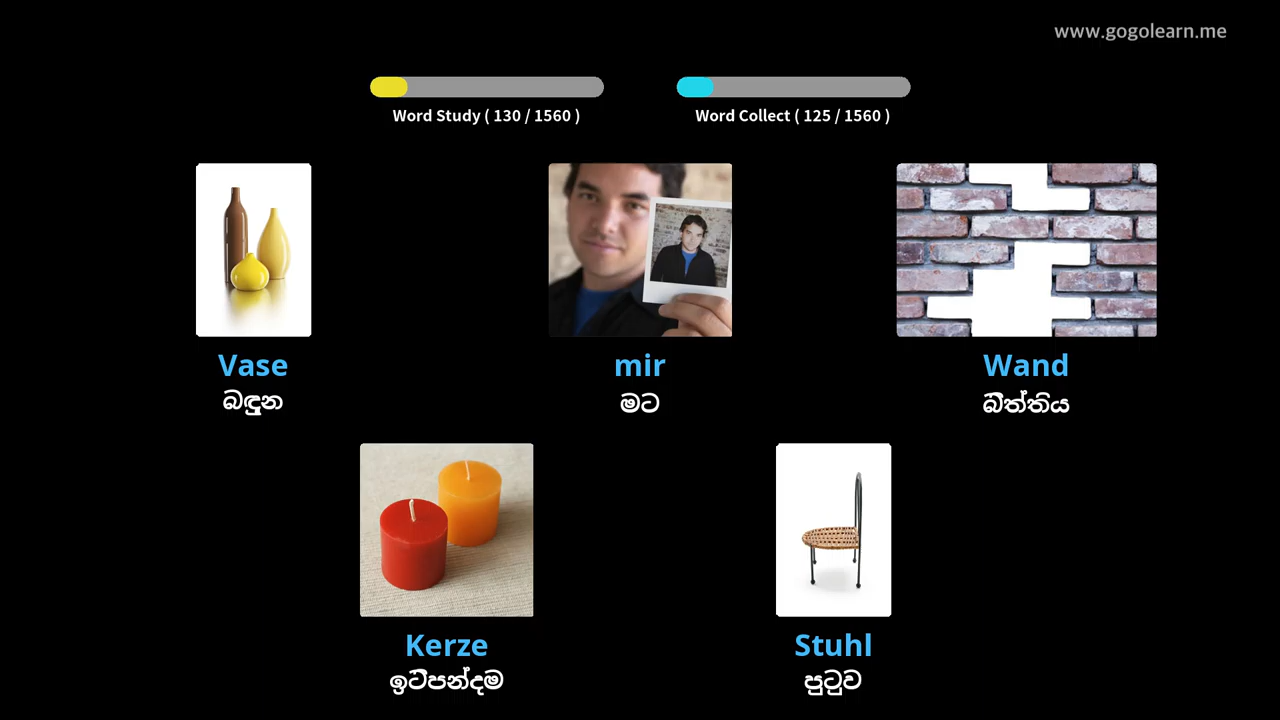 www.gogolearn.me
Word Study ( 130 / 1560 )
Word Collect ( 125 / 1560 )
Vase
බඳුන
mir
මට
Wand
බිත්තිය
Kerze
ඉටිපන්දම
Stuhl
පුටුව